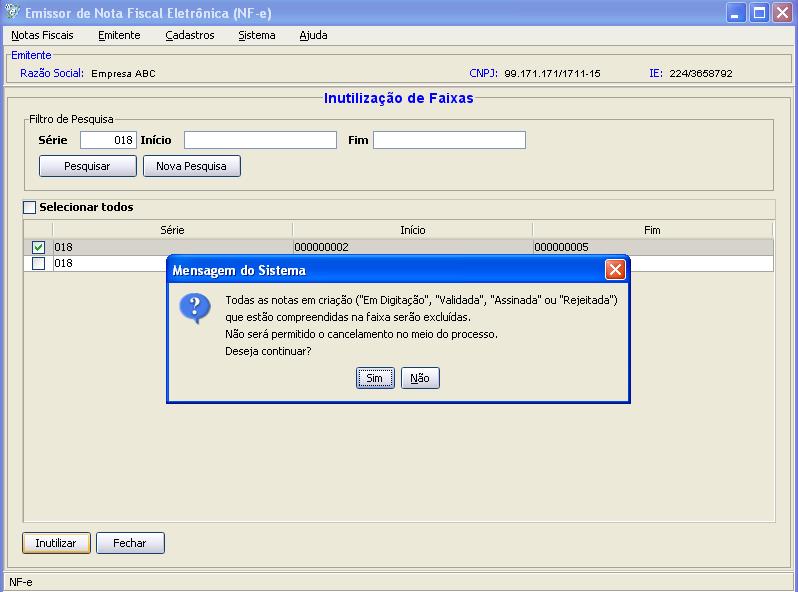 Emissor de Nota Fiscal Eletrônica (NF-e)
Notas Fiscais Emitente Cadastros Sistema Ajuda
Emitente
Razão Social: Empresa ABC CNPJ: 99.171.171/1711-15 IE: 224/3658792
Inutilização de Faixas
Filtro de Pesquisa
Série 018 Início Fim
Pesquisar Nova Pesquisa
Selecionar todos
Série Início Fim
018 000000002 000000005
018
Mensagem do Sistema
Todas as notas em criação ("Em Digitação", "Validada", "Assinada" ou "Rejeitada")
que estão compreendidas na faixa serão excluídas.
Não será permitido o cancelamento no meio do processo.
Deseja continuar?
Sim Não
Inutilizar Fechar
NF-e